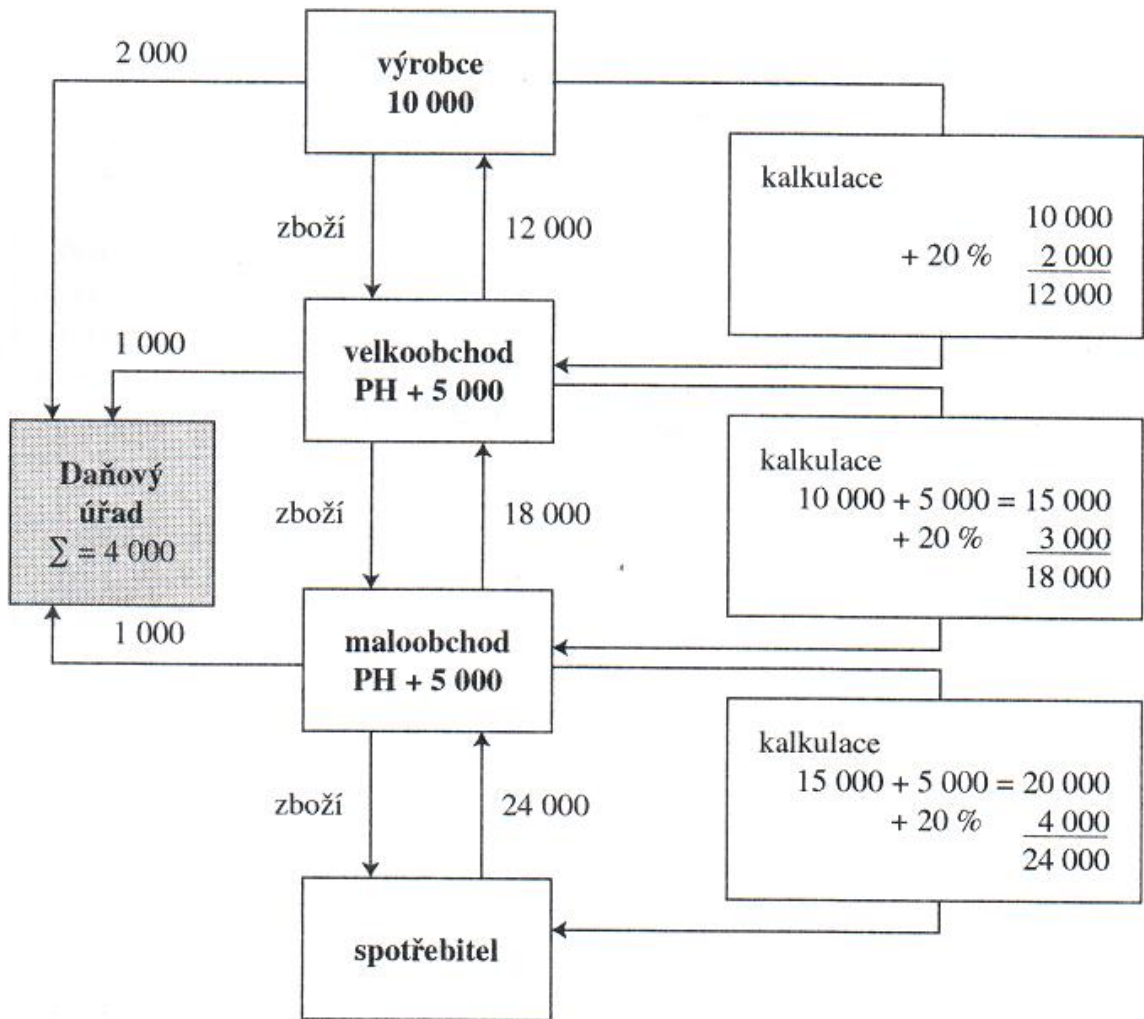 2 000
výrobce
10 000
kalkulace
10 000
+ 20 % 2 000
12 000
zboží
12 000
1 000
velkoobchod
PH + 5 000
Daňový
úřad
∑ = 4 000
kalkulace
10 000 + 5 000 = 15 000
+ 20 % 3 000
18 000
zboží
18 000
1 000
maloobchod
PH + 5 000
kalkulace
15 000 + 5 000 = 20 000
+ 20 % 4 000
24 000
zboží
24 000
spotřebitel